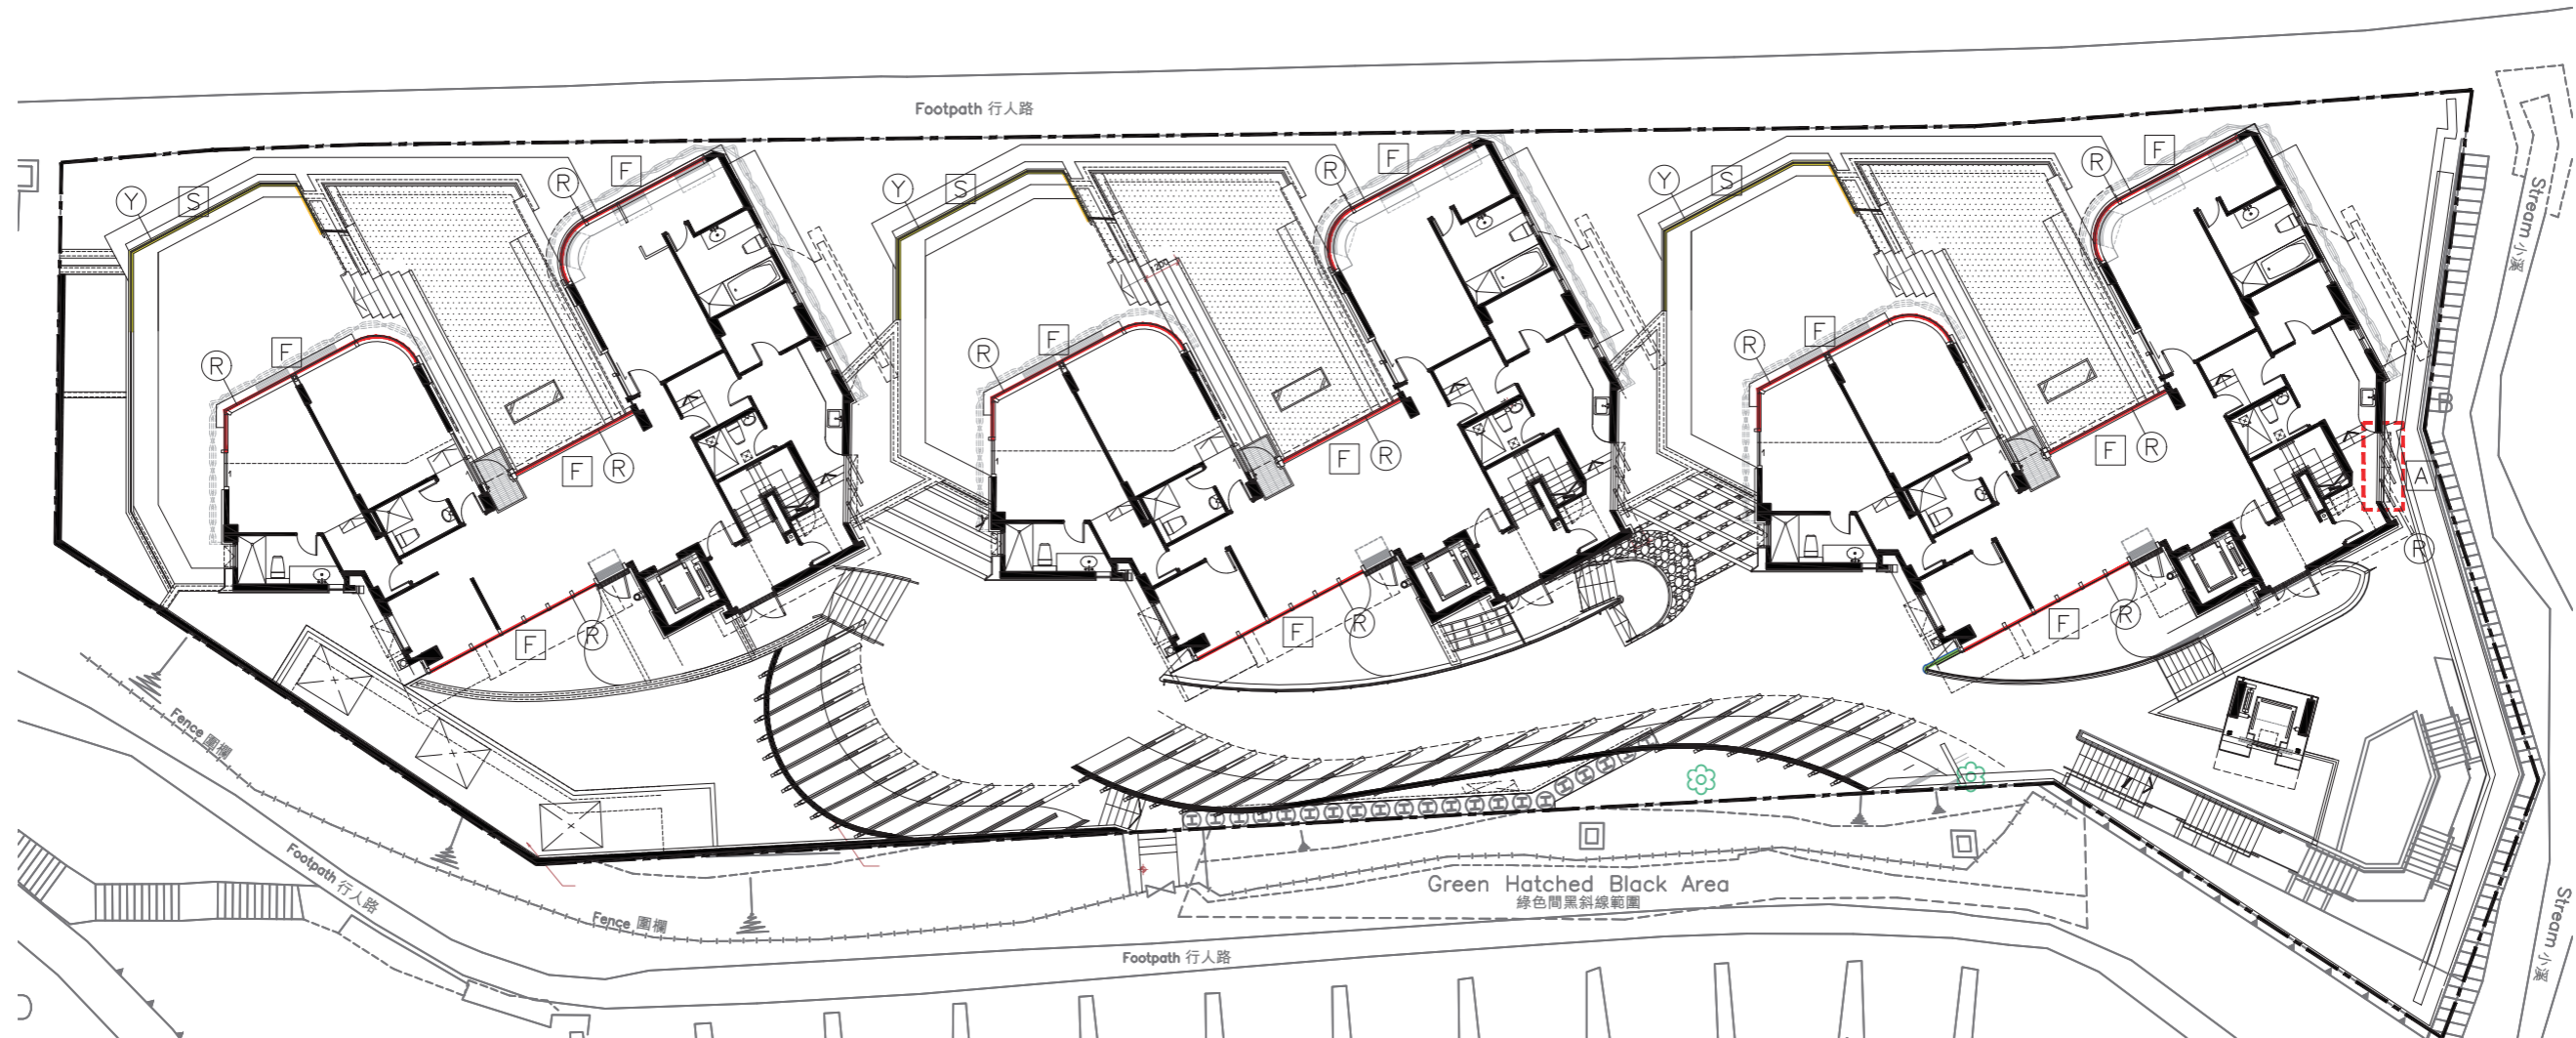 Footpath 行人路
F
F
F
R
R
R
Y
S
Y
S
Y
S
Stream 小溪
R
F
R
F
R
F
F
R
F
R
F
R
A
R
F
R
F
R
F
R
Fence 圍欄
Footpath 行人路
Fence 圍欄
H H H H H H H H H H H H H H H H H H H H
Green Hatched Black Area
綠色間黑斜線範圍
Footpath 行人路
Stream 小溪